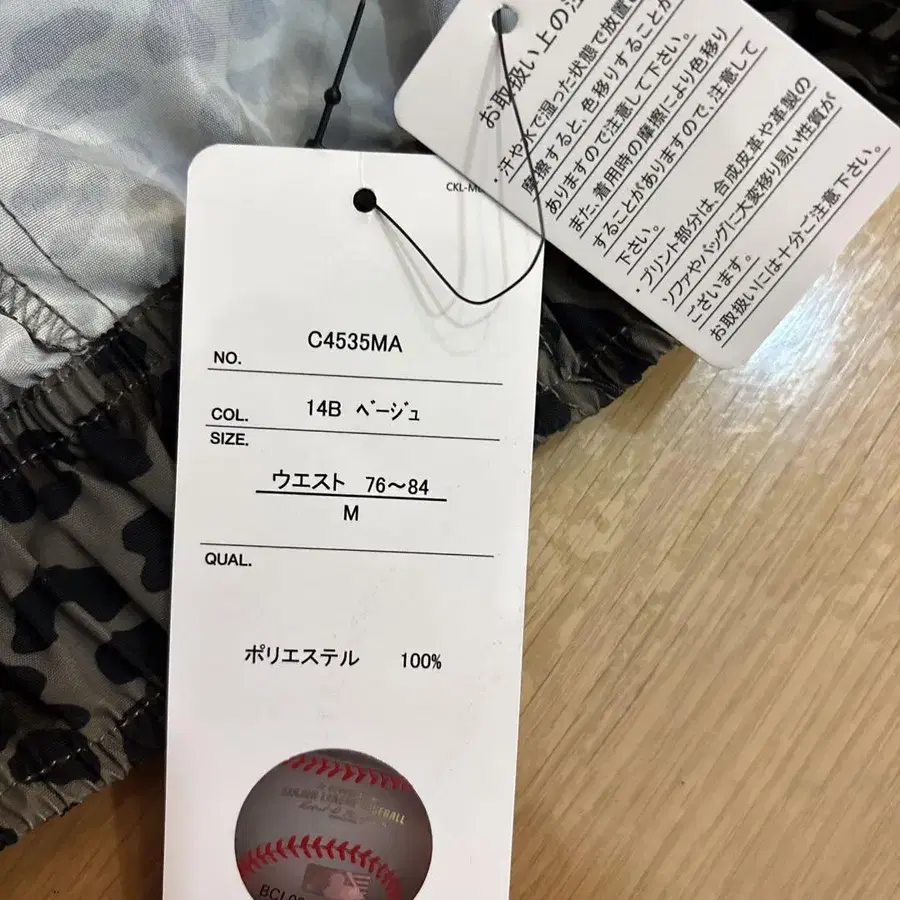 お取扱い上の注
・汗や水で湿った状態で放置
摩擦すると、色移りすることが
ありますので注意して下さい。
また、着用時の摩擦により色移り
することがありますので、注意して
下さい。
・プリント部分は、合成皮革や革製の
ソファやバッグに大変移り易い性質が
ございます。
お取扱いには十分ご注意下さい。
NO. C4535MA
COL. 14B ベージュ
SIZE.
ウエスト 76～84
M
QUAL.
ポリエステル 100%
MAJOR LEAGUE BASEBALL